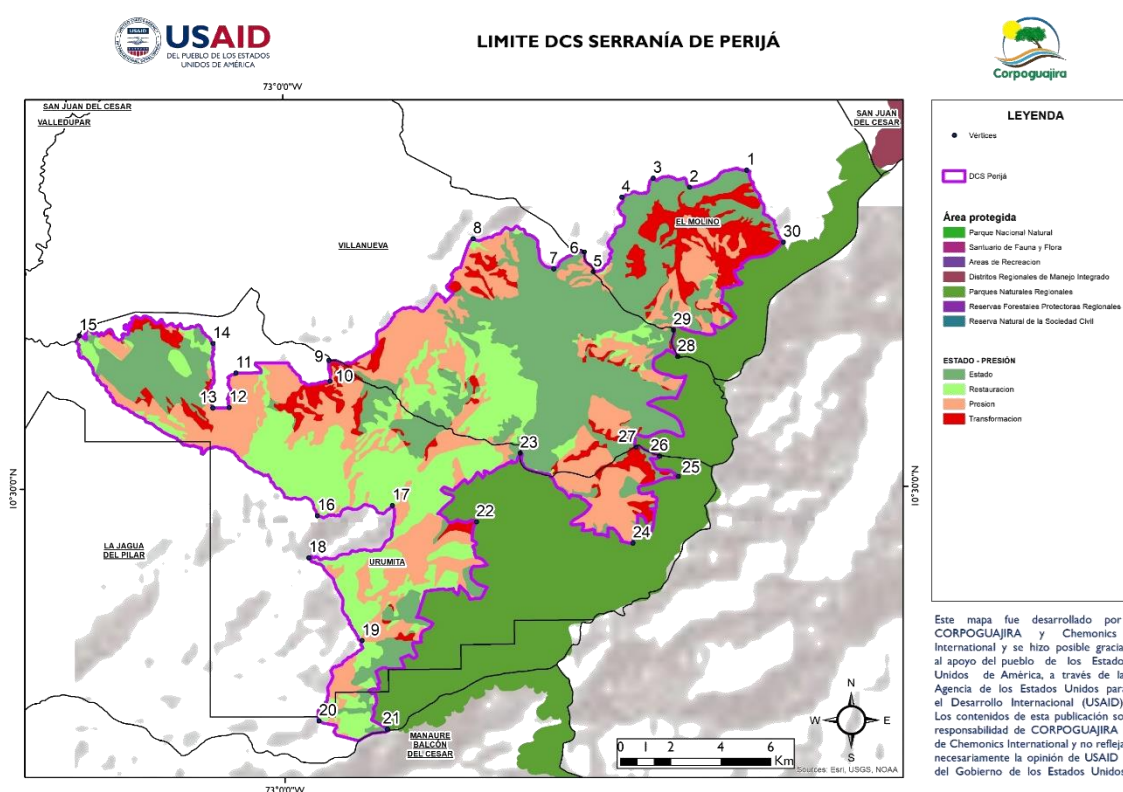 USAID
DEL PUEBLO DE LOS ESTADOS
UNIDOS DE AMÉRICA
LIMITE DCS SERRANÍA DE PERIJÁ
Corpoguajira
73°0'0"W
SAN JUAN DEL CESAR
VALLEDUPAR
SAN JUAN
DEL CESAR
1
3
2
4
EL MOLINO
30
8
VILLANUEVA
6
7
5
15
14
29
28
9
11
10
13
12
23
27
26
25
10°30'0"N
10°30'0"N
16
17
22
24
LA JAGUA
DEL PILAR
18
URUMITA
19
20
21
MANAURE
BALCÓN
DEL CESAR
N
W
E
S
0 1 2 4 6
Km
Sources: Esri, USGS, NOAA
73°0'0"W
LEYENDA
Vértices
DCS Perijá
Área protegida
Parque Nacional Natural
Santuario de Fauna y Flora
Areas de Recreacion
Distritos Regionales de Manejo Integrado
Parques Naturales Regionales
Reservas Forestales Protectoras Regionales
Reserva Natural de la Sociedad Civil
ESTADO - PRESIÓN
Estado
Restauracion
Presion
Transformacion
Este mapa fue desarrollado por
CORPOGUAJIRA y Chemonics
International y se hizo posible gracia
al apoyo del pueblo de los Estado
Unidos de América, a través de la
Agencia de los Estados Unidos par
el Desarrollo Internacional (USAID)
Los contenidos de esta publicación so
responsabilidad de CORPOGUAJIRA
de Chemonics International y no refleja
necesariamente la opinión de USAID
del Gobierno de los Estados Unidos